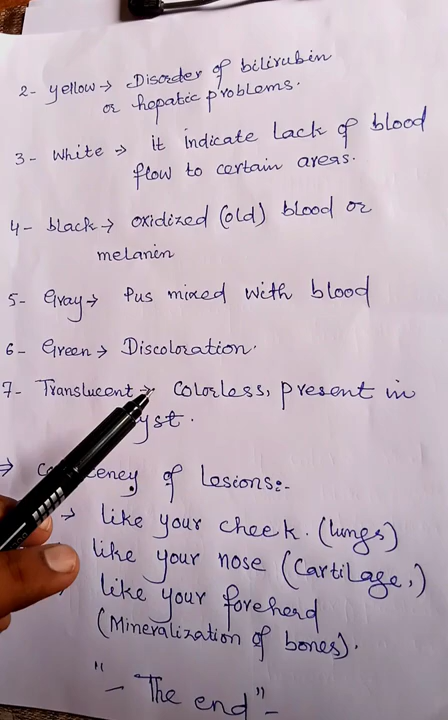 2- yellow → Disorder of bilirubin
or hepatic problems.
3- White → it indicate Lack of blood
flow to certain areas.
4- black → oxidized (old) blood or
melanin
5- Gray → Pus mixed with blood
6- Green → Discoloration.
7- Translucent → Colorless, present in
yst.
⇒ of Lesions:-
→ like your cheek. (lungs)
like your nose (Cartilage,)
like your foreherd
(Mineralization of bones).
"- The end"-